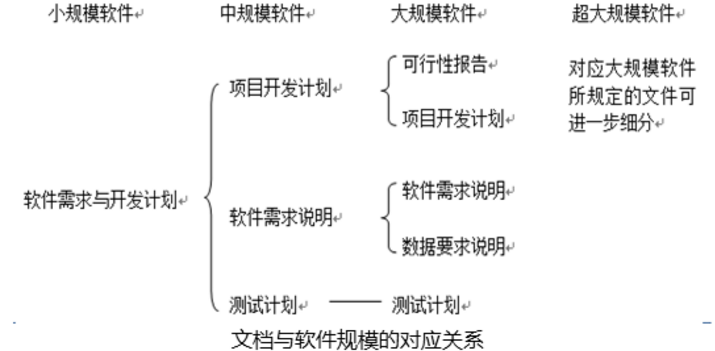 小规模软件 中规模软件 大规模软件 超大规模软件
可行性报告
项目开发计划
项目开发计划
对应大规模软件
所规定的文件可
进一步细分
软件需求与开发计划
软件需求说明
软件需求说明
数据要求说明
测试计划 测试计划
文档与软件规模的对应关系